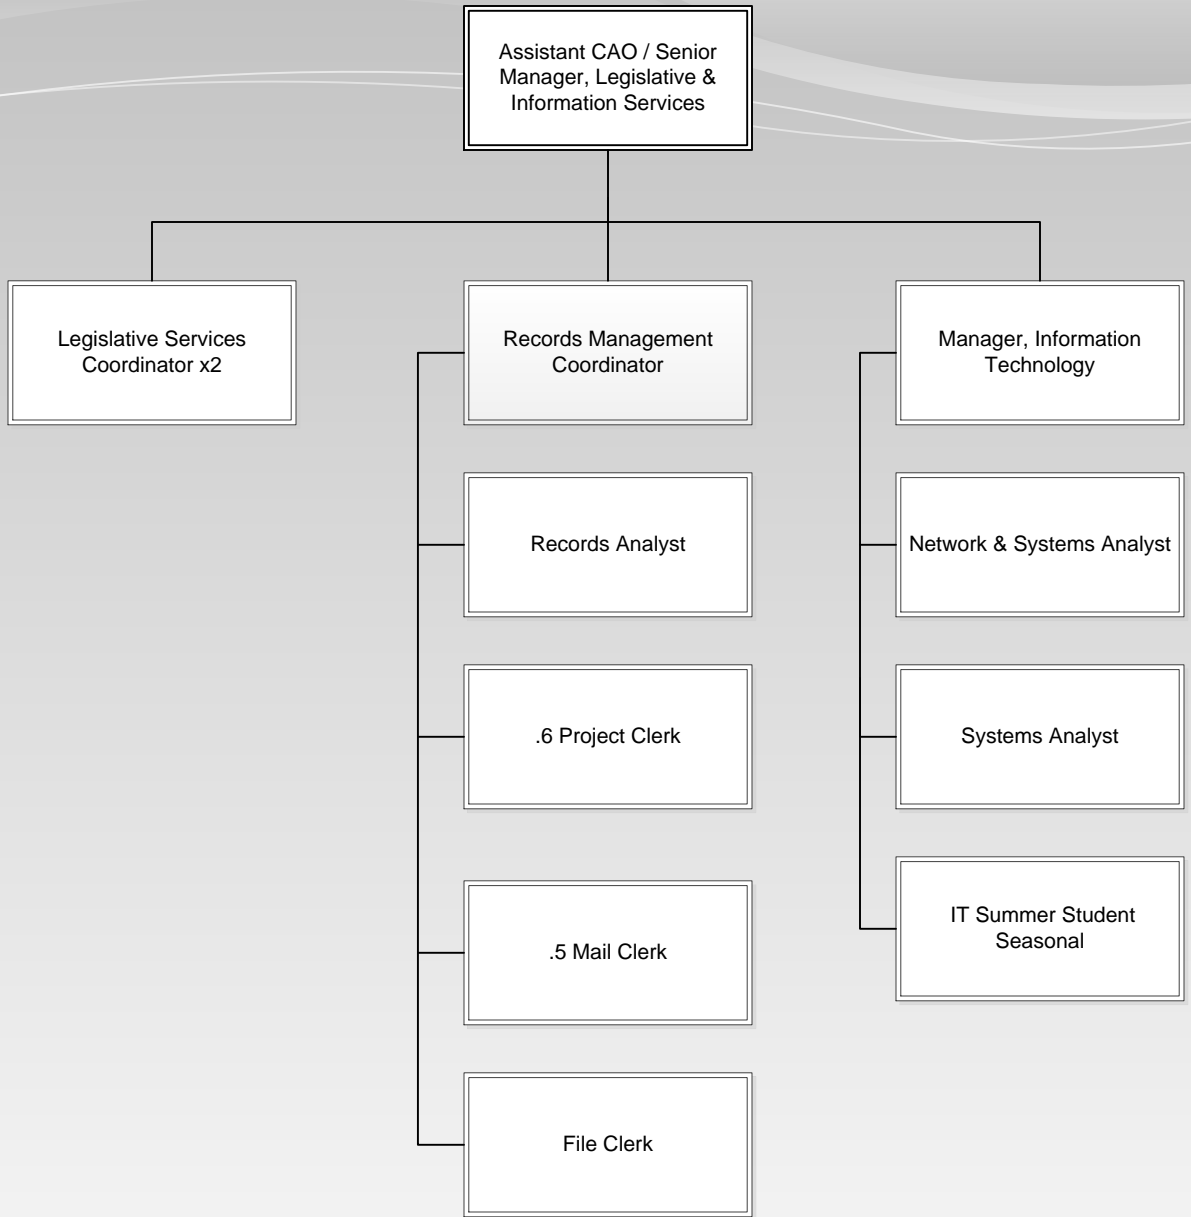 Assistant CAO / Senior
Manager, Legislative &
Information Services
Legislative Services
Coordinator x2
Records Management
Coordinator
Manager, Information
Technology
Records Analyst
Network & Systems Analyst
.6 Project Clerk
Systems Analyst
.5 Mail Clerk
IT Summer Student
Seasonal
File Clerk